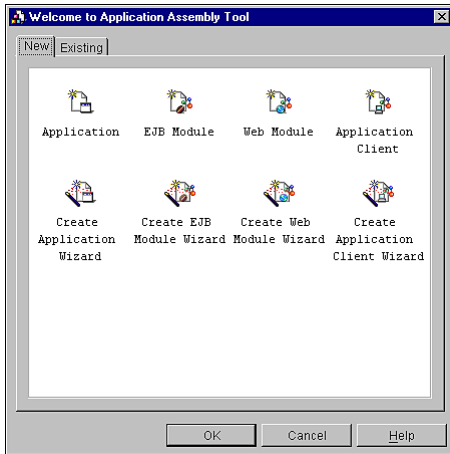 Welcome to Application Assembly Tool
New Existing
Application EJB Module Web Module Application
Client
Create Create EJB Create Web Create
Application Module Wizard Module Wizard Application
Wizard Client Wizard
OK Cancel Help